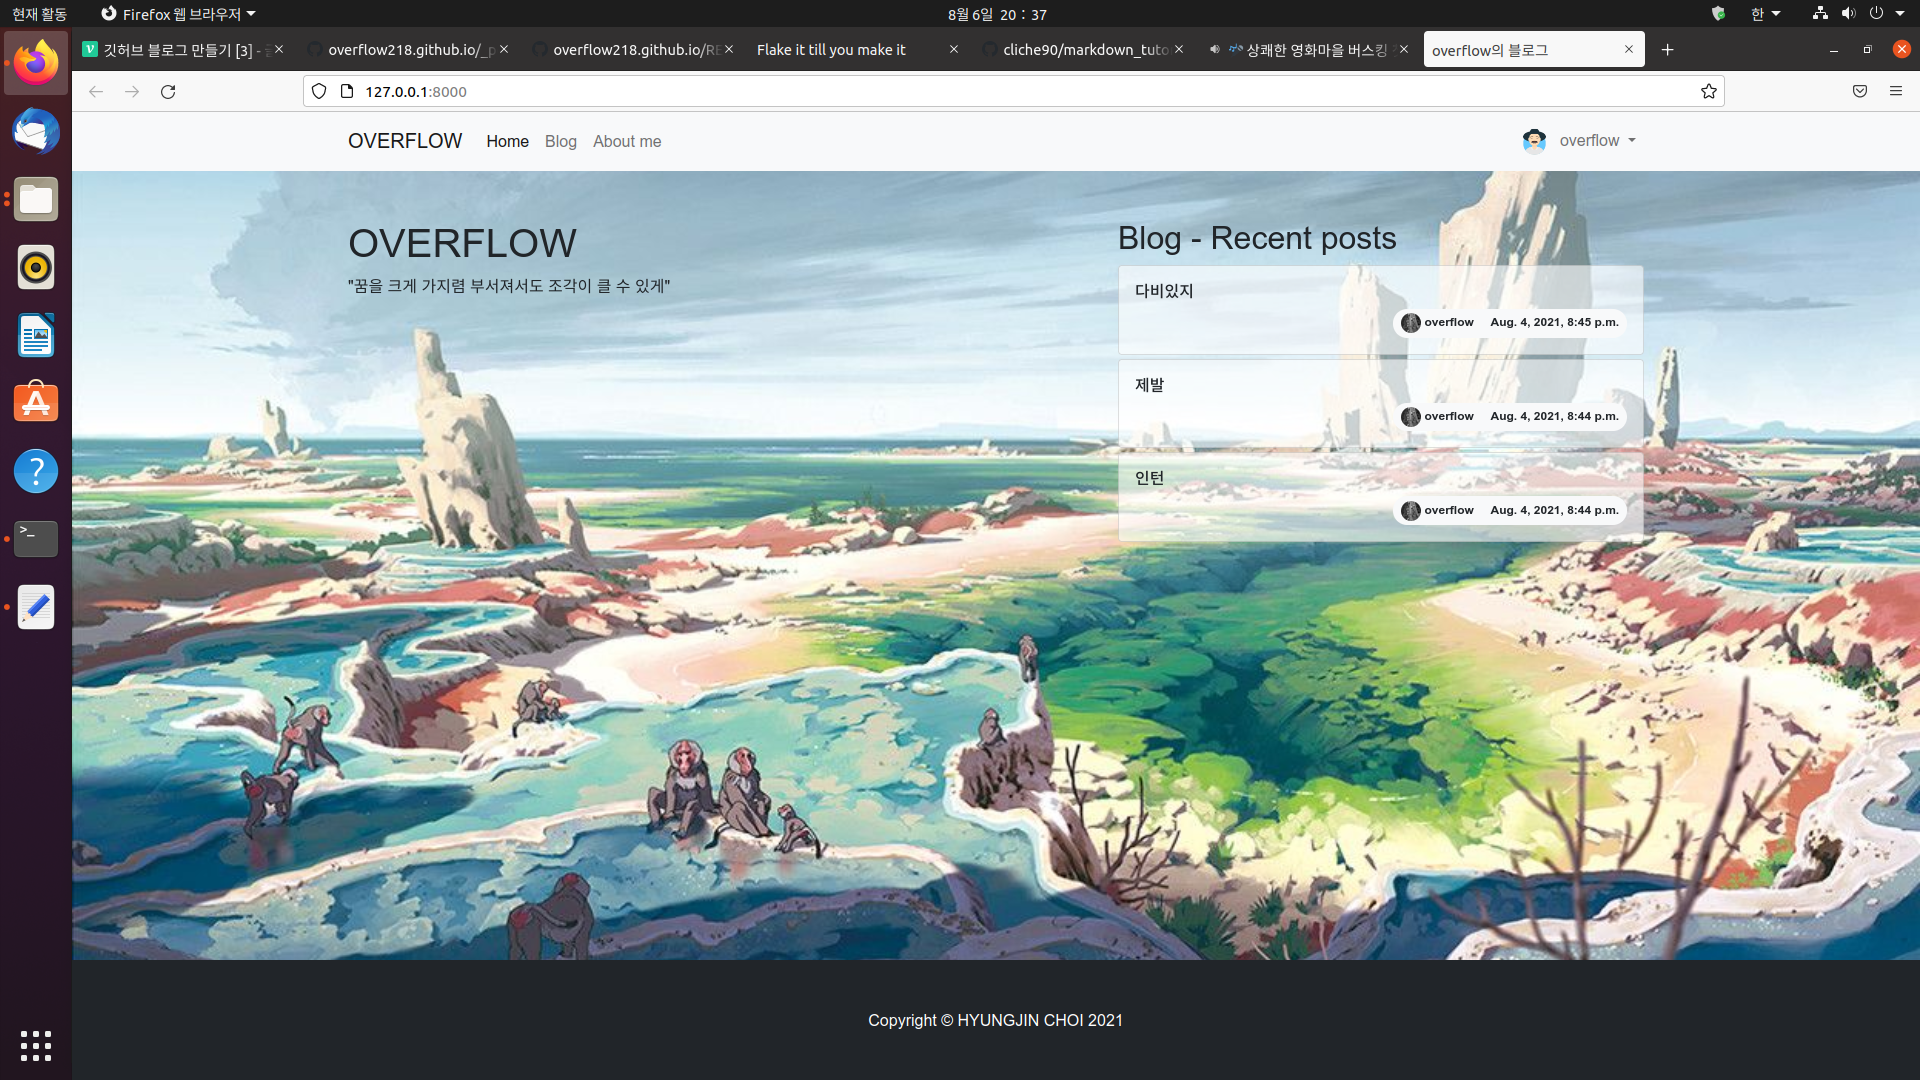 현재 활동
Firefox 웹 브라우저
8월 6일 20 : 37
한
깃허브 블로그 만들기 [3] -
overflow218.github.io/_p
overflow218.github.io/RE
Flake it till you make it
cliche90/markdown_tuto
상쾌한 영화마을 버스킹
overflow의 블로그
127.0.0.1:8000
OVERFLOW
Home
Blog
About me
overflow
OVERFLOW
"꿈을 크게 가지렴 부서져서도 조각이 클 수 있게"
Blog - Recent posts
다비있지
overflow Aug. 4, 2021, 8:45 p.m.
제발
overflow Aug. 4, 2021, 8:44 p.m.
인턴
overflow Aug. 4, 2021, 8:44 p.m.
Copyright © HYUNGJIN CHOI 2021